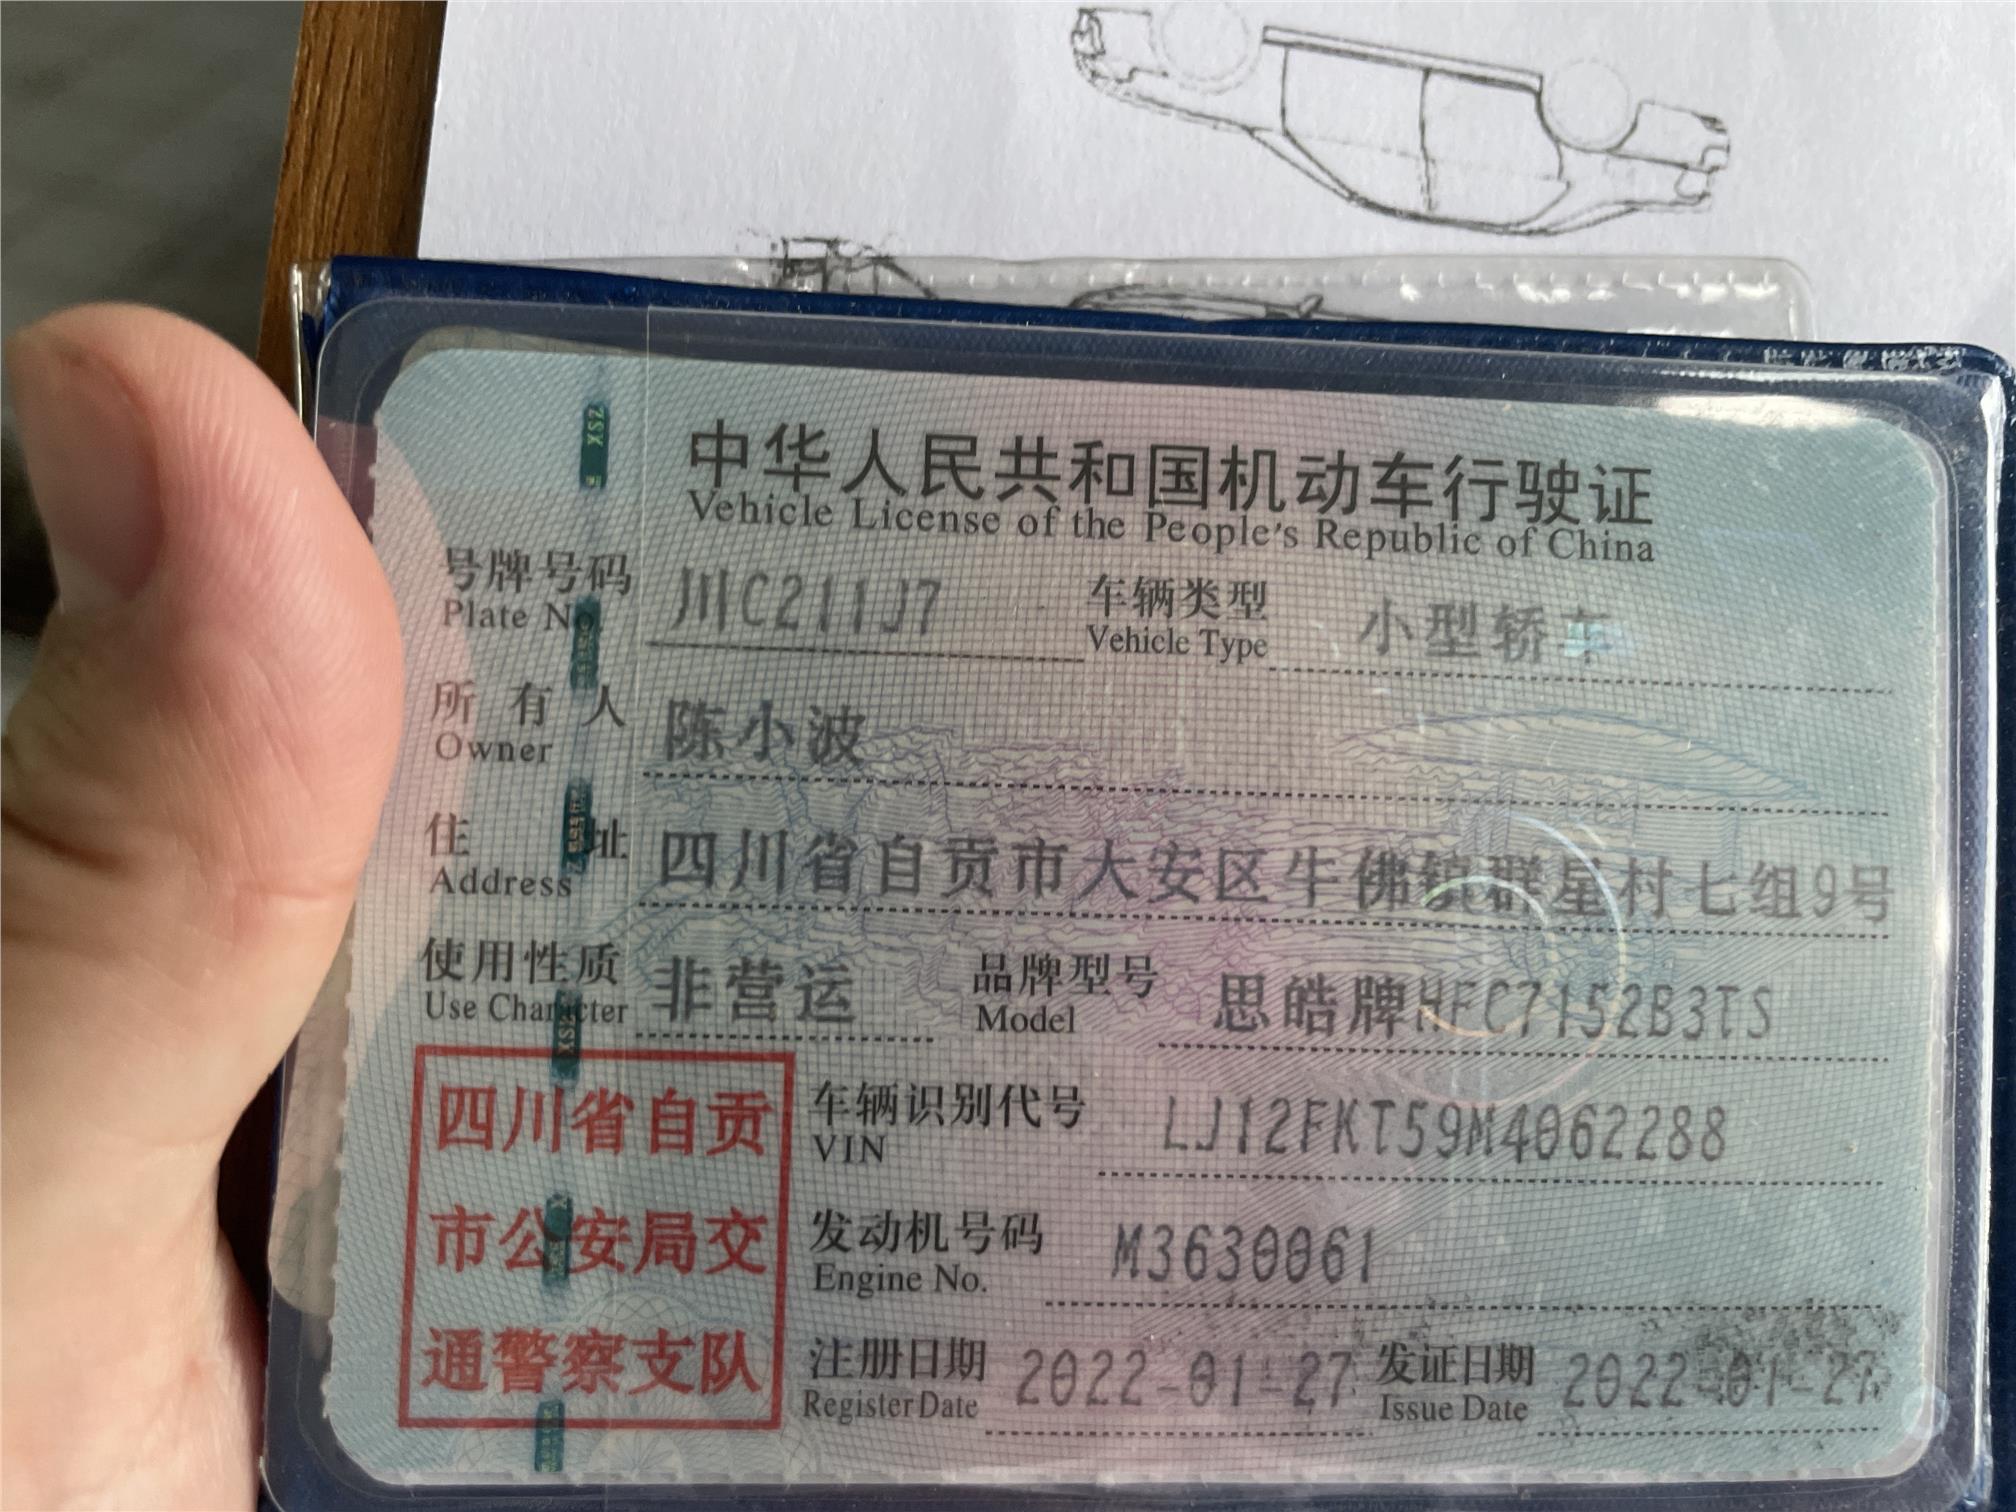 中华人民共和国机动车行驶证
Vehicle License of the People's Republic of China
号牌号码 川C211J7 车辆类型 小型轿车
Plate No. Vehicle Type
所有人 陈小波
Owner
住址 四川省自贡市大安区牛佛镇群星村七组9号
Address
使用性质 非营运 品牌型号 思皓牌HFC7152B3TS
Use Character Model
四川省自贡
市公安局交
通警察支队
车辆识别代号 LJ12FKT59M4062288
VIN
发动机号码 M3630061
Engine No.
注册日期 2022-01-27 发证日期 2022-01-27
Register Date Issue Date